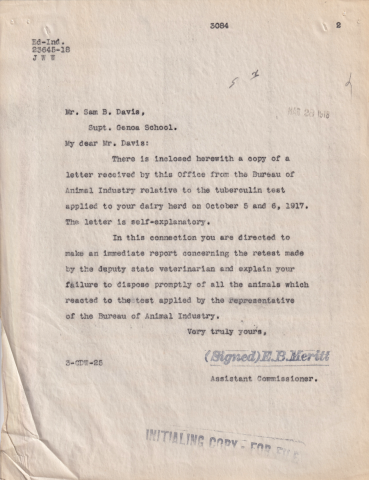 3084
2
Ed-Ind.
23645-18
J W W
Mr. Sam B. Davis,
Supt. Genoa School.
My dear Mr. Davis:
There is inclosed herewith a copy of a
letter received by this Office from the Bureau of
Animal Industry relative to the tuberculin test
applied to your dairy herd on October 5 and 6, 1917.
The letter is self-explanatory.
In this connection you are directed to
make an immediate report concerning the retest made
by the deputy state veterinarian and explain your
failure to dispose promptly of all the animals which
reacted to the test applied by the Representative
of the Bureau of Animal Industry.
Very truly yours,
(Signed) E. B. Meritt
3-CDW-25
Assistant Commissioner.
INITIALING COPY - FOR FILE